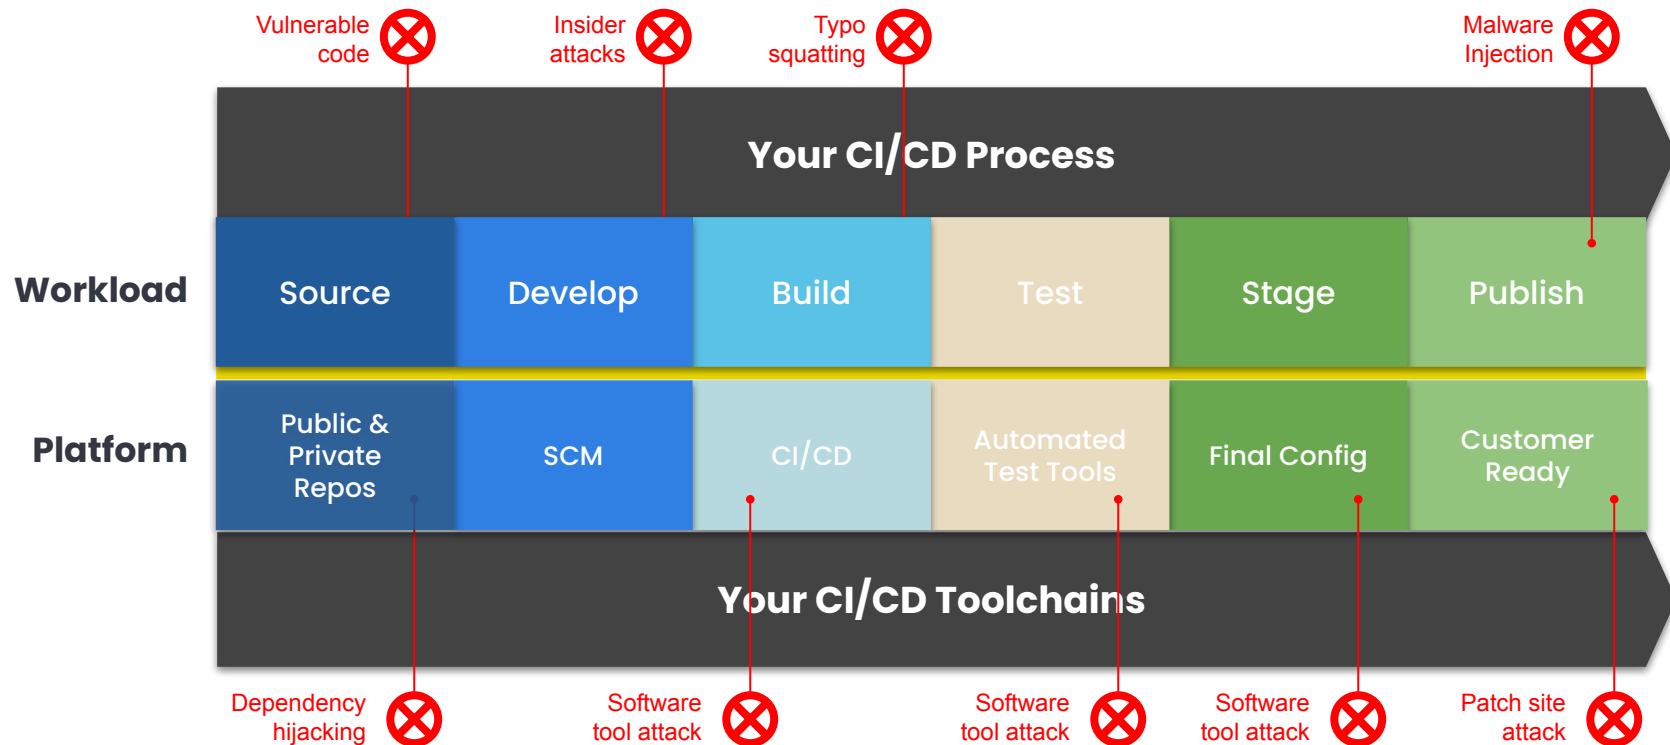 Vulnerable
code
Insider
attacks
Typo
squatting
Malware
Injection
Your CI/CD Process
Workload
Source
Develop
Build
Test
Stage
Publish
Platform
Public &
Private
Repos
SCM
CI/CD
Automated
Test Tools
Final Config
Customer
Ready
Your CI/CD Toolchains
Dependency
hijacking
Software
tool attack
Software
tool attack
Software
tool attack
Patch site
attack